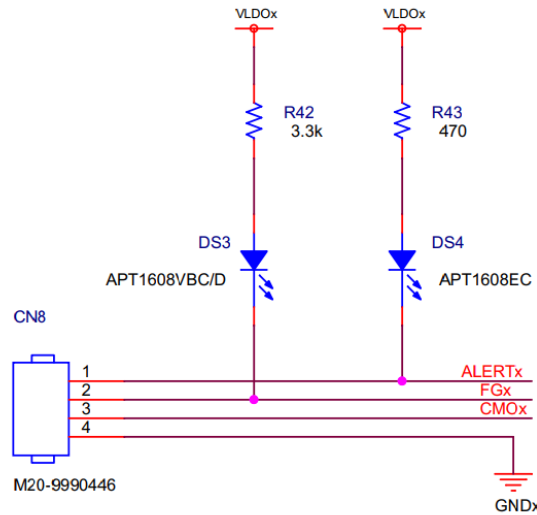 VLDOx VLDOx
R42 R43
3.3k 470
DS3 DS4
APT1608VBC/D APT1608EC
CN8
1 ALERTx
2 FGx
3 CMOx
4
M20-9990446
GNDx